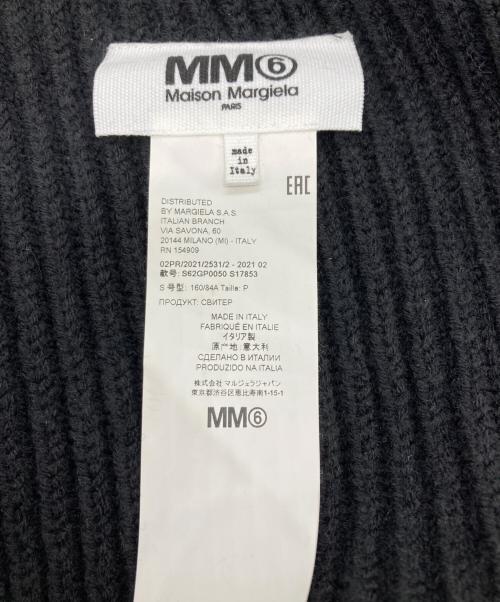 MM⑥
Maison Margiela
PARIS
made
in
Italy
EAC
DISTRIBUTED
BY MARGIELA S.A.S.
ITALIAN BRANCH
VIA SAVONA, 60
20144 MILANO (MI) - ITALY
RN 154909
02PR/2021/2531/2 - 2021 02
款号: S62GP0050 S17853
S 号型: 160/84A Taille: P
ПРОДУКТ: СВИТЕР
MADE IN ITALY
FABRIQUÉ EN ITALIE
イタリア製
原产地: 意大利
СДЕЛАНО В ИТАЛИИ
PRODUZIDO NA ITALIA
株式会社 マルジェラジャパン
東京都渋谷区恵比寿南1-15-1
MM⑥